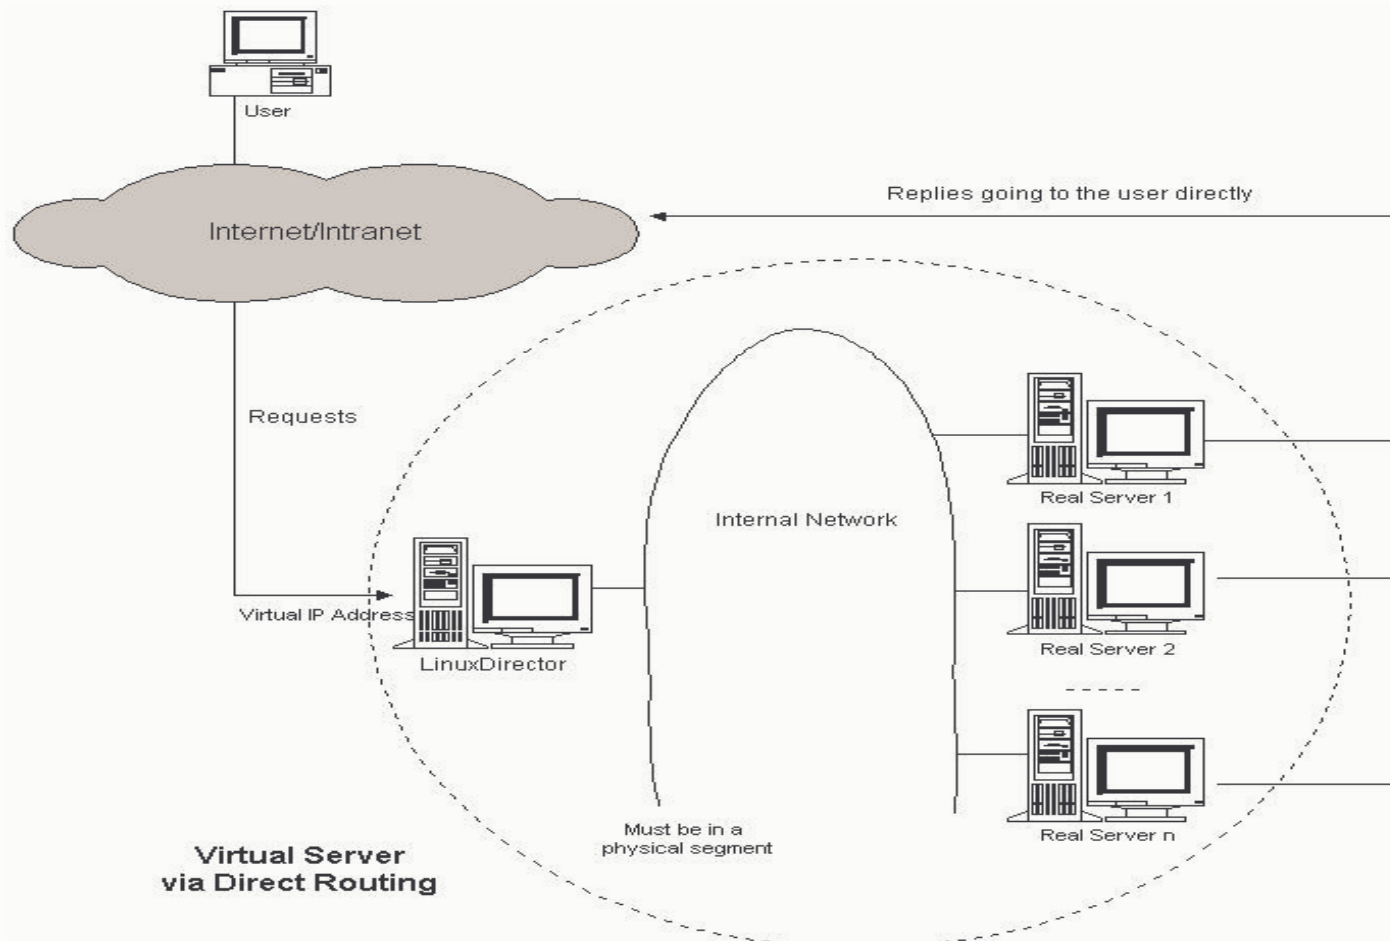 User
Replies going to the user directly
Internet/Intranet
Requests
Real Server 1
Internal Network
Virtual IP Address
LinuxDirector
Real Server 2
Must be in a
physical segment
Real Server n
Virtual Server
via Direct Routing